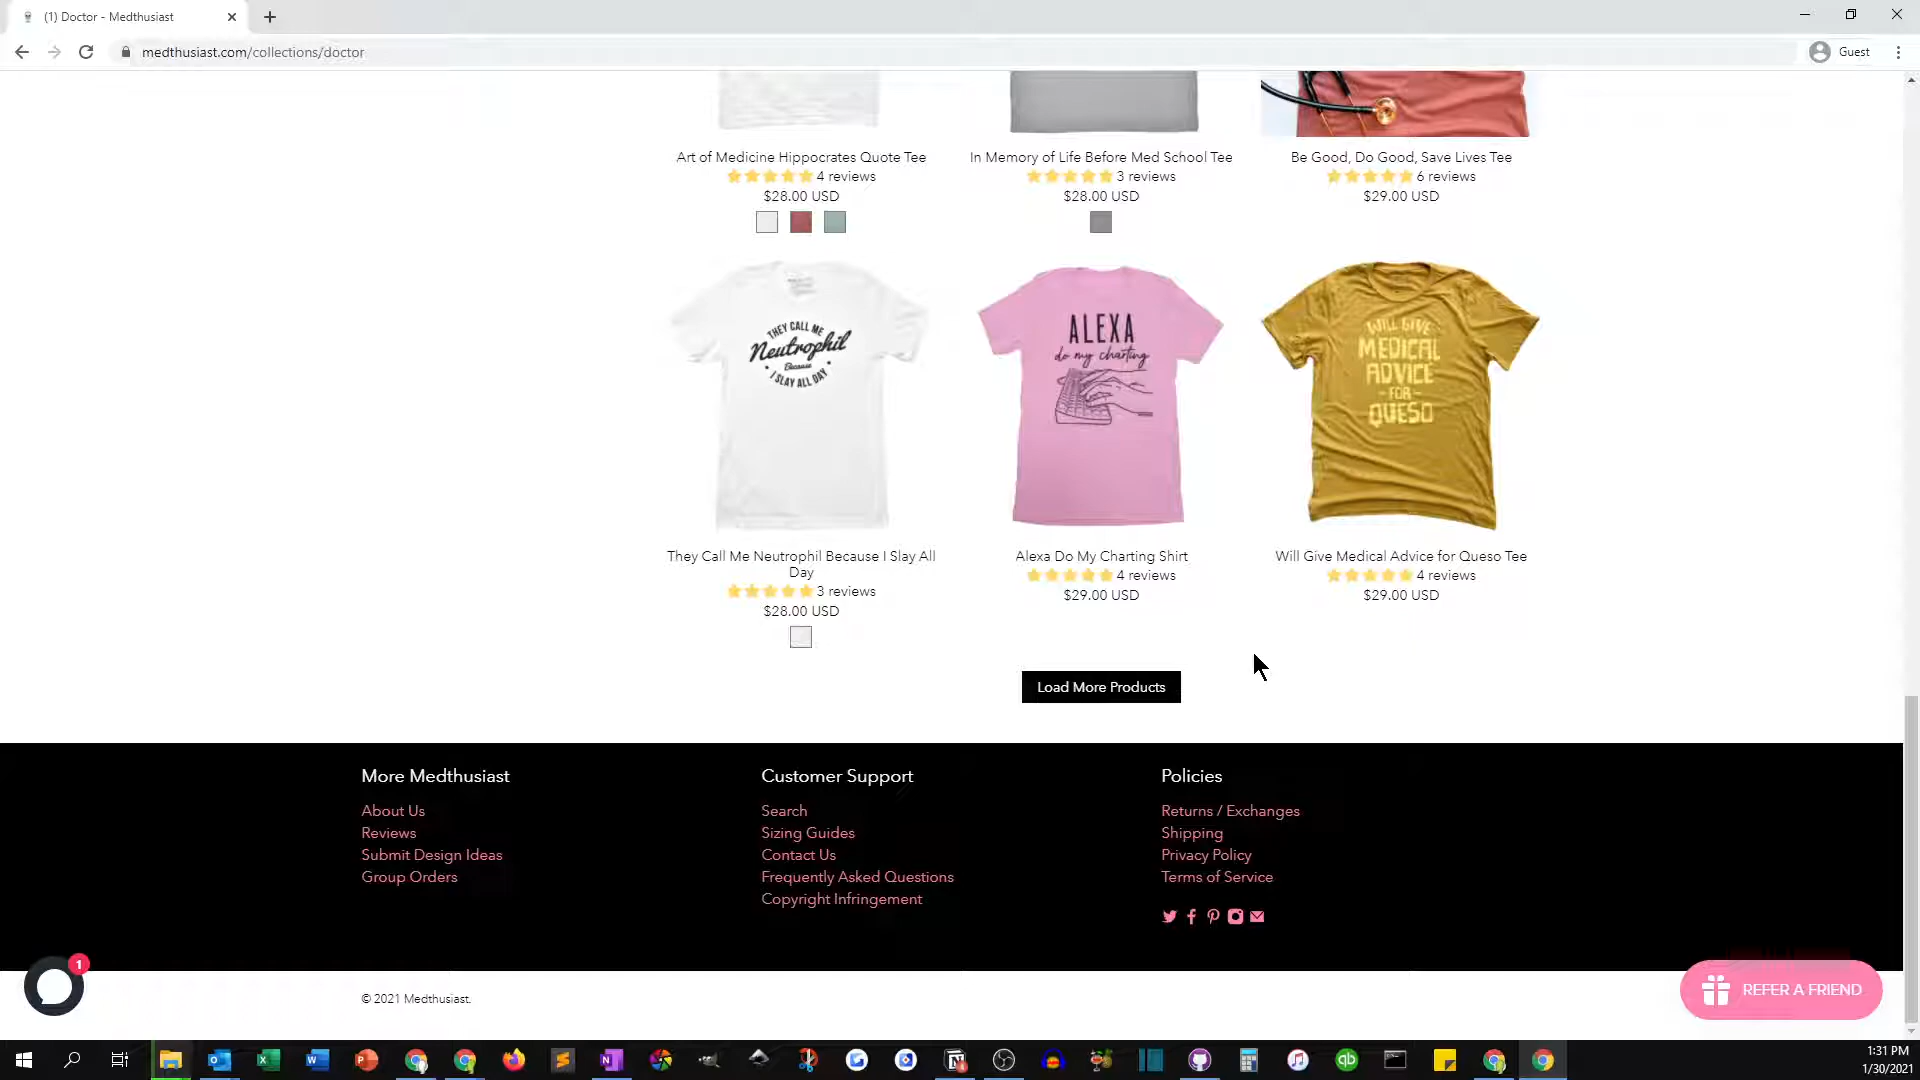 (1) Doctor - Medthusiast
medthusiast.com/collections/doctor
Guest
Art of Medicine Hippocrates Quote Tee
4 reviews
$28.00 USD
In Memory of Life Before Med School Tee
3 reviews
$28.00 USD
Be Good, Do Good, Save Lives Tee
6 reviews
$29.00 USD
THEY CALL ME
Neutrophil
Because
I SLAY ALL DAY
ALEXA
do my charting
WILL GIVE
MEDICAL
ADVICE
-FOR-
QUESO
They Call Me Neutrophil Because I Slay All
Day
3 reviews
$28.00 USD
Alexa Do My Charting Shirt
4 reviews
$29.00 USD
Will Give Medical Advice for Queso Tee
4 reviews
$29.00 USD
Load More Products
More Medthusiast
About Us
Reviews
Submit Design Ideas
Group Orders
Customer Support
Search
Sizing Guides
Contact Us
Frequently Asked Questions
Copyright Infringement
Policies
Returns / Exchanges
Shipping
Privacy Policy
Terms of Service
1
© 2021 Medthusiast.
REFER A FRIEND
1:31 PM
1/30/2021